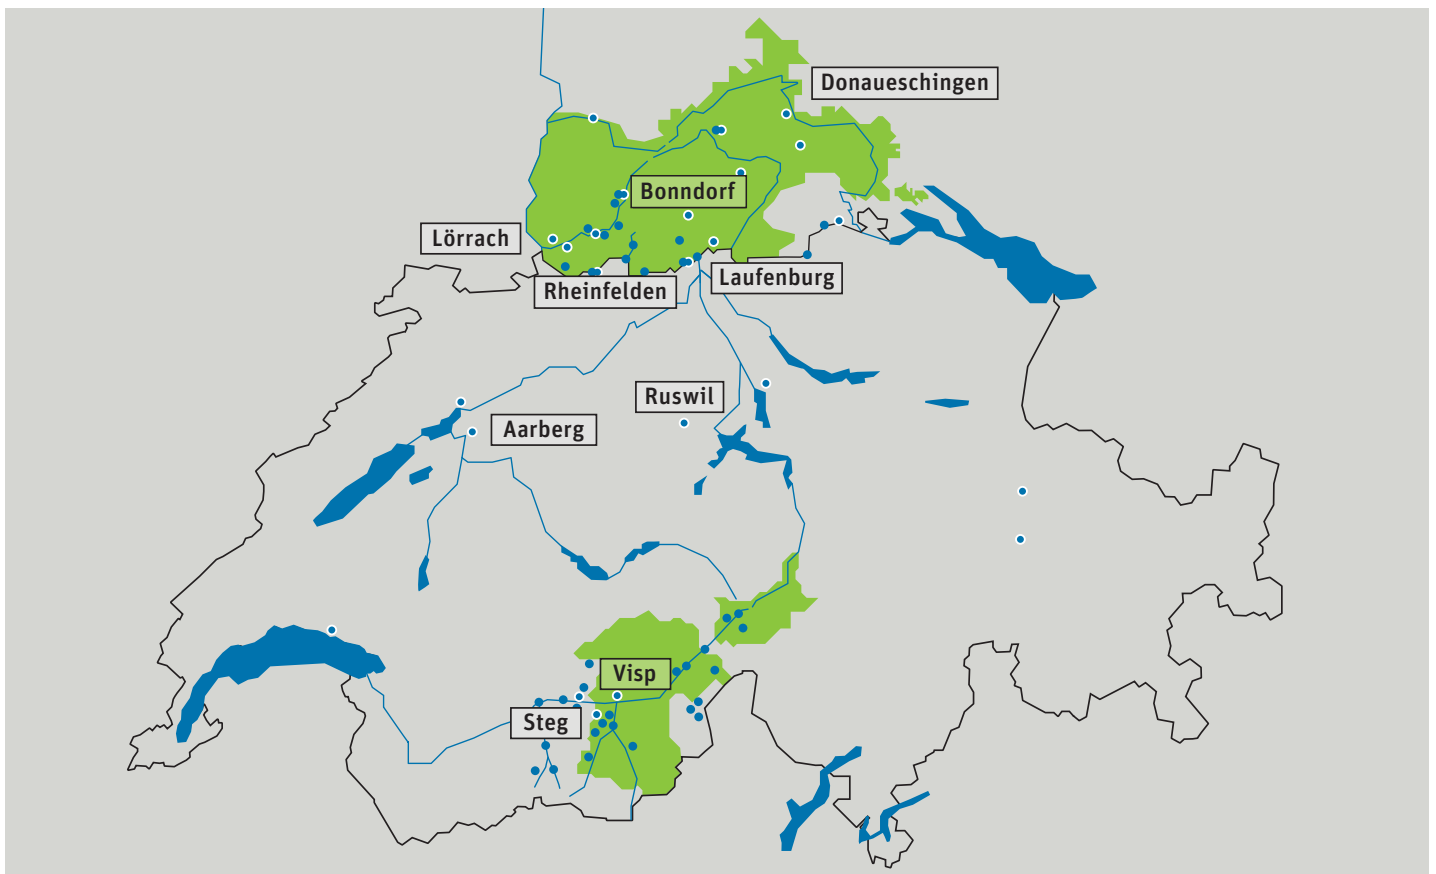 Donaueschingen
Bonndorf
Lörrach
Laufenburg
Rheinfelden
Ruswil
Aarberg
Visp
Steg